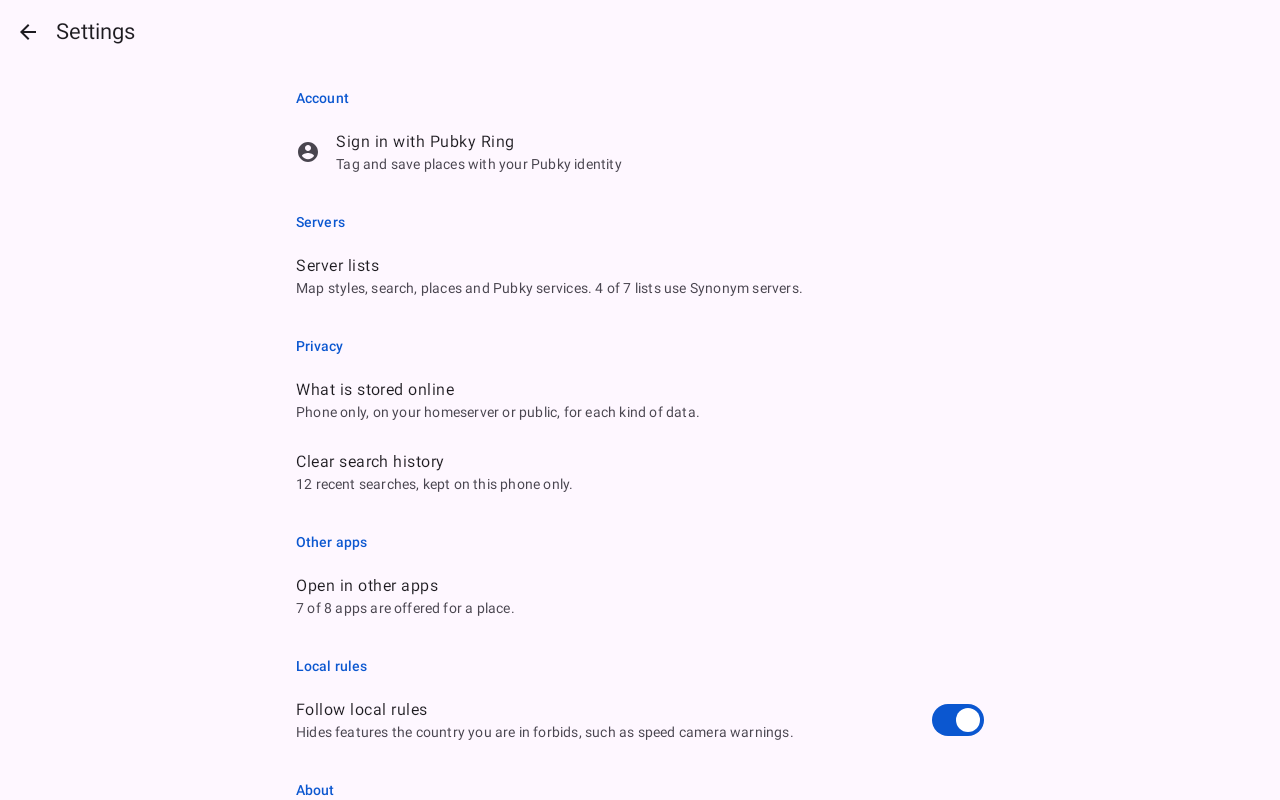 Settings
Account
Sign in with Pubky Ring
Tag and save places with your Pubky identity
Servers
Server lists
Map styles, search, places and Pubky services. 4 of 7 lists use Synonym servers.
Privacy
What is stored online
Phone only, on your homeserver or public, for each kind of data.
Clear search history
12 recent searches, kept on this phone only.
Other apps
Open in other apps
7 of 8 apps are offered for a place.
Local rules
Follow local rules
Hides features the country you are in forbids, such as speed camera warnings.
About